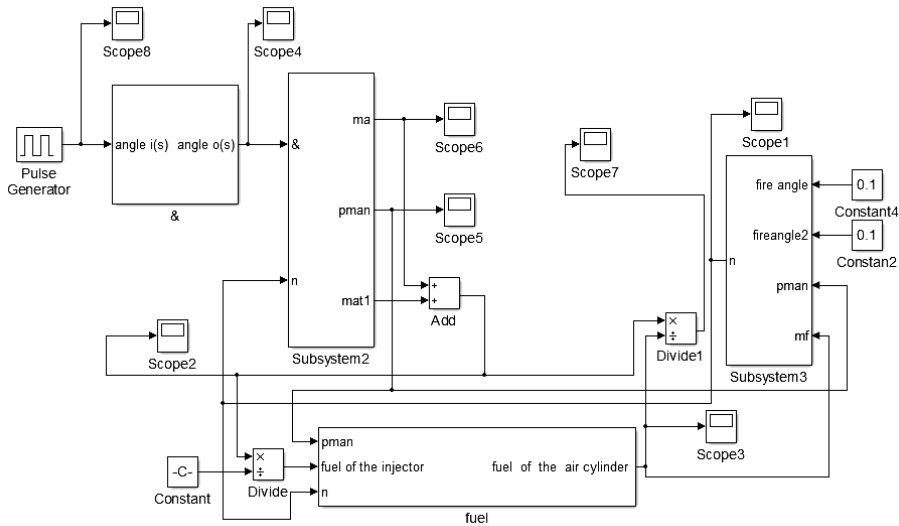 Scope8
Scope4
angle i(s) angle o(s)
&
Pulse
Generator
&
n
ma
pman
mat1
Subsystem2
Scope6
Scope5
+
+
Add
Scope7
Scope1
fire angle
fireangle2
pman
mf
n
Subsystem3
0.1
Constant4
0.1
Constan2
×
÷
Divide1
Scope2
Scope3
-C-
Constant
×
÷
Divide
pman
fuel of the injector
n
fuel of the air cylinder
fuel